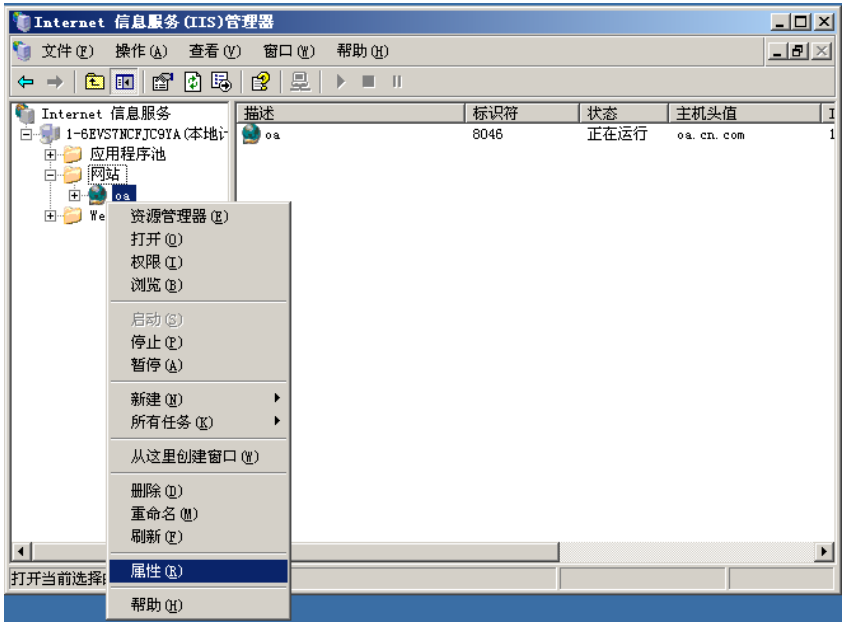 Internet 信息服务(IIS)管理器
文件(F) 操作(A) 查看(V) 窗口(W) 帮助(H)
Internet 信息服务
描述 标识符 状态 主机头值 I
1-6EVS7NCFJC9YA(本地计
oa 8046 正在运行 oa.cn.com 1
应用程序池
网站
oa
We
资源管理器(E)
打开(O)
权限(I)
浏览(B)
启动(S)
停止(P)
暂停(A)
新建(N)
所有任务(K)
从这里创建窗口(W)
删除(D)
重命名(M)
刷新(F)
属性(R)
帮助(H)
打开当前选择